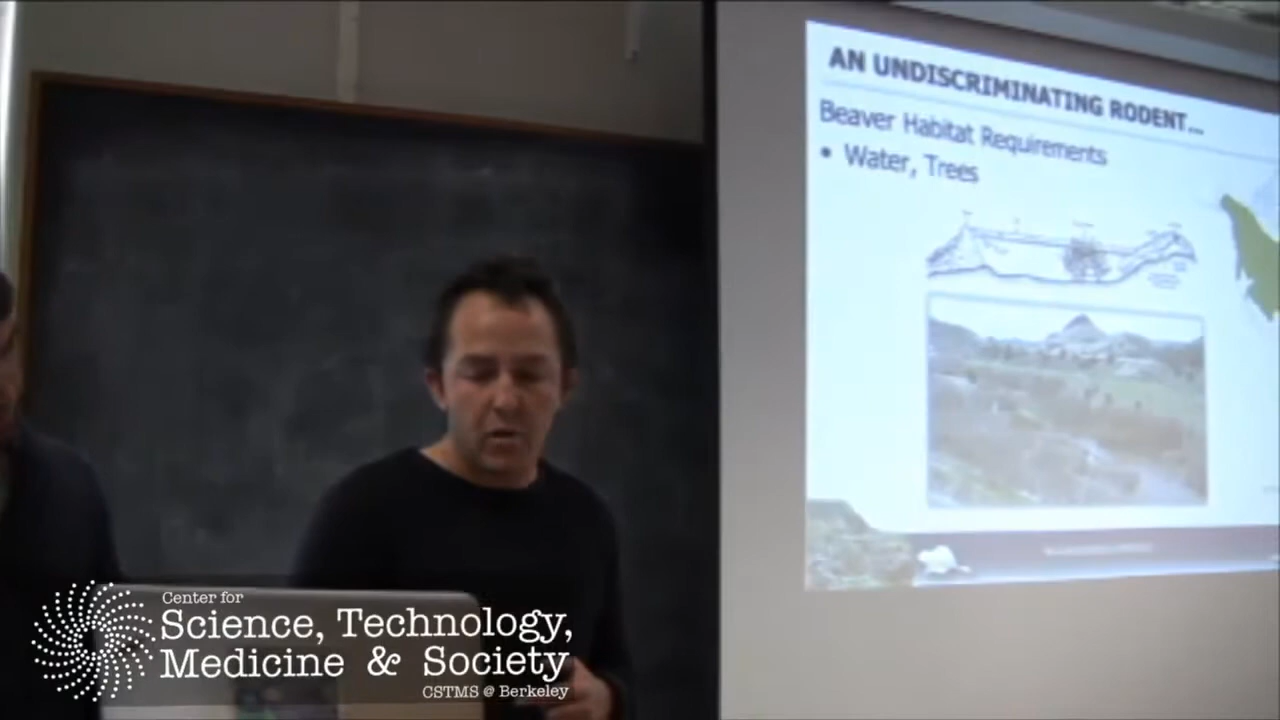 AN UNDISCRIMINATING RODENT...
Beaver Habitat Requirements
• Water, Trees
Center for
Science, Technology,
Medicine & Society
CSTMS @ Berkeley